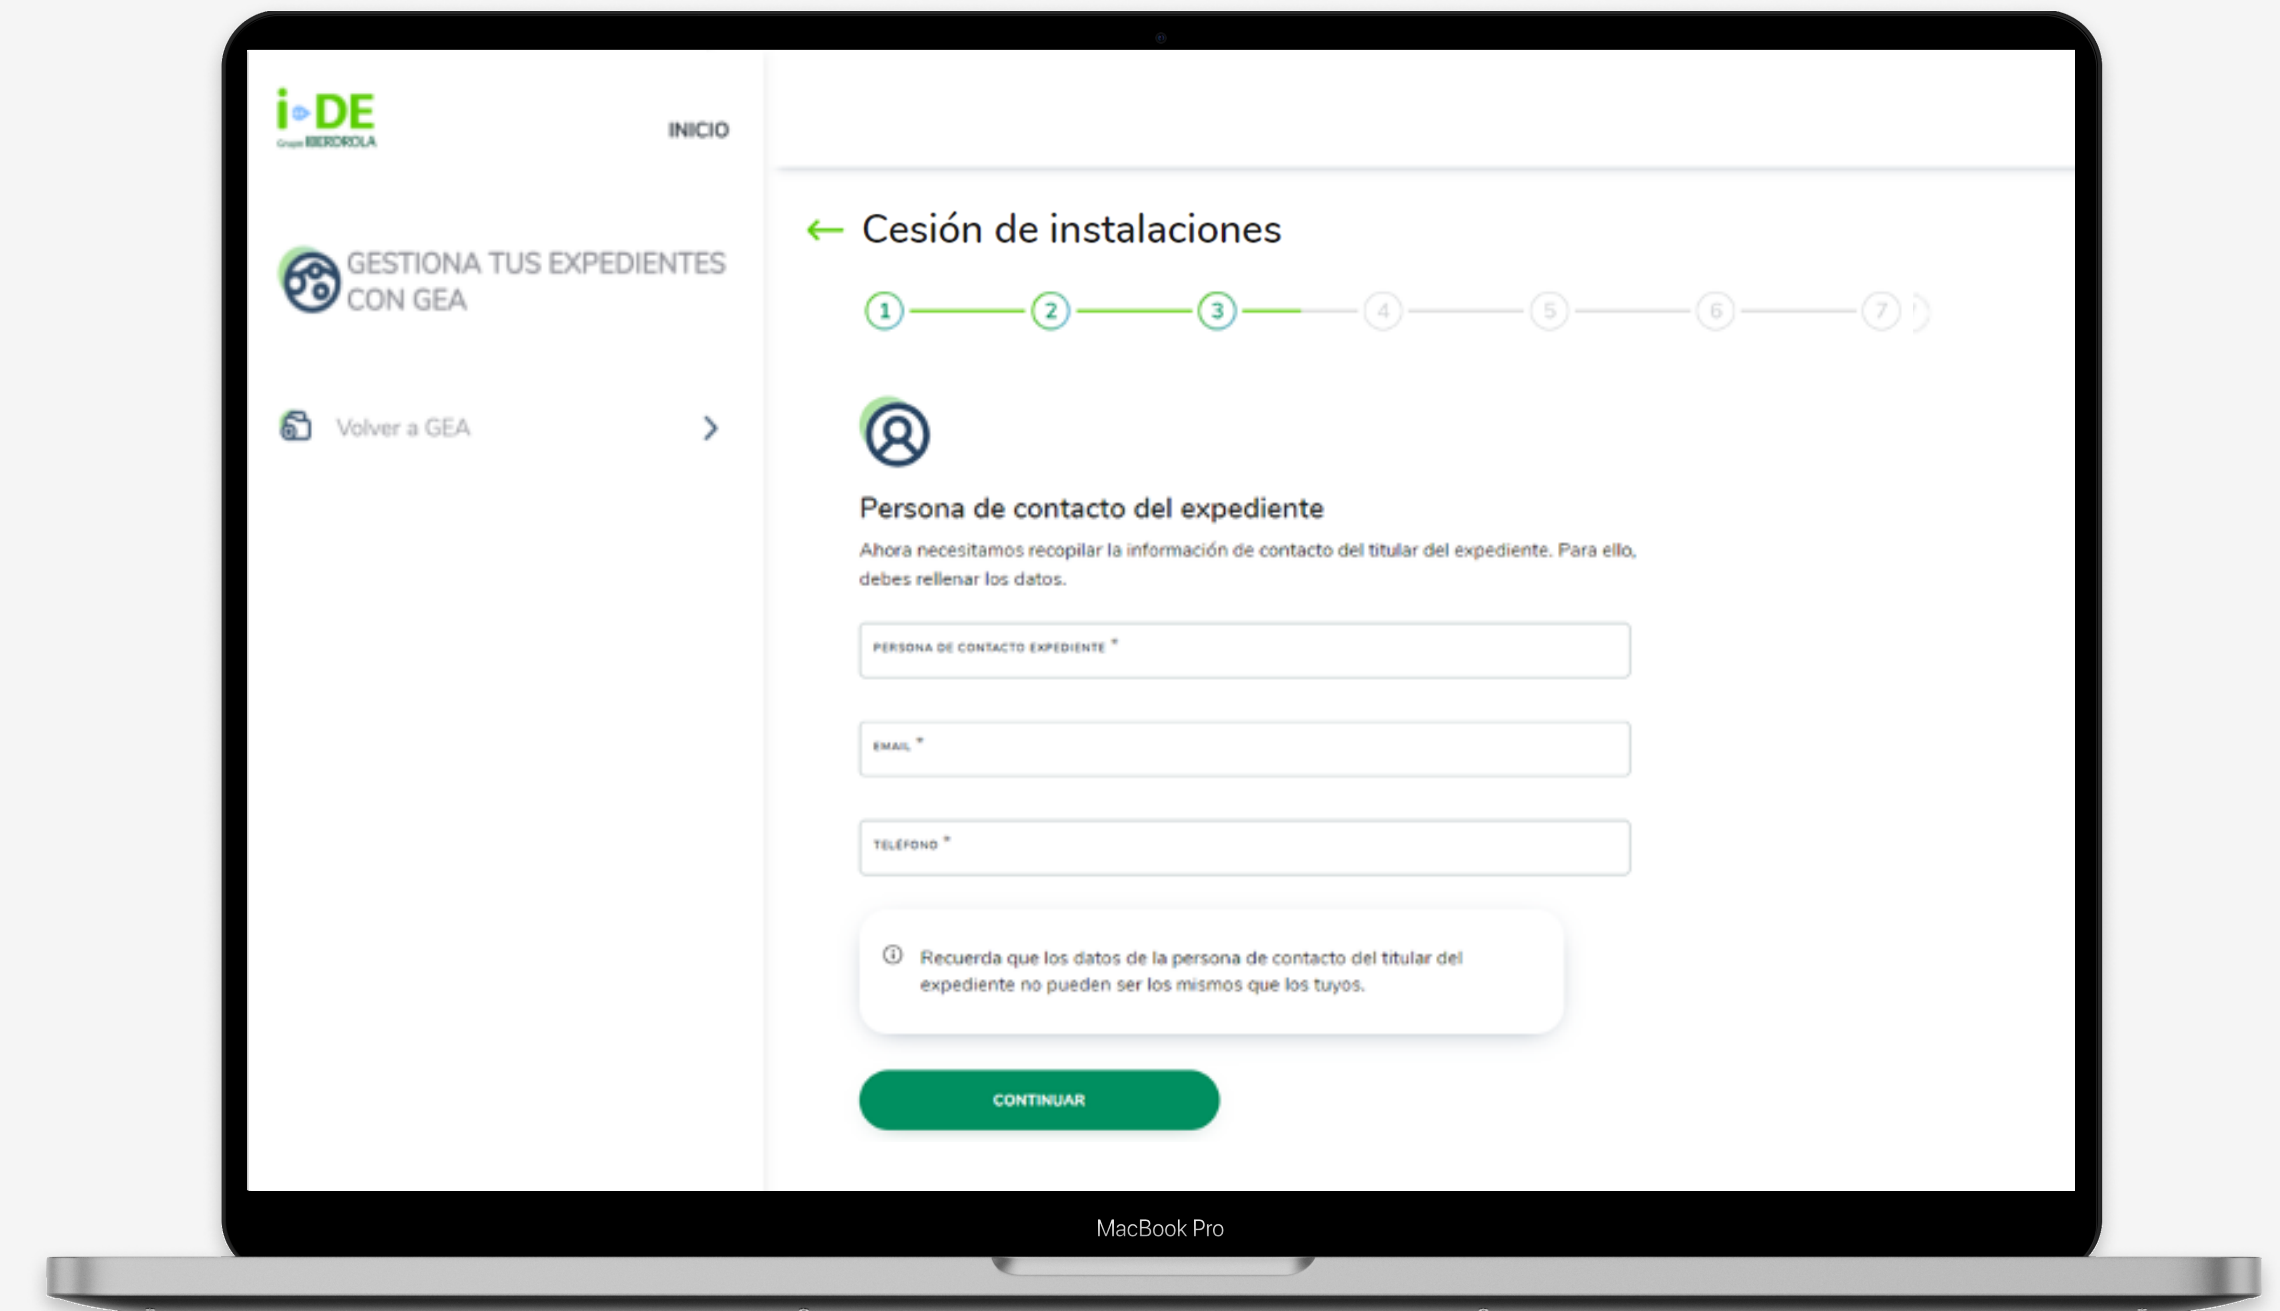 i-DE
Grupo IBERDROLA
INICIO
GESTIONA TUS EXPEDIENTES
CON GEA
Volver a GEA
← Cesión de instalaciones
1 2 3 4 5 6 7
Persona de contacto del expediente
Ahora necesitamos recopilar la información de contacto del titular del expediente. Para ello,
debes rellenar los datos.
PERSONA DE CONTACTO EXPEDIENTE *
EMAIL *
TELÉFONO *
Recuerda que los datos de la persona de contacto del titular del
expediente no pueden ser los mismos que los tuyos.
CONTINUAR
MacBook Pro